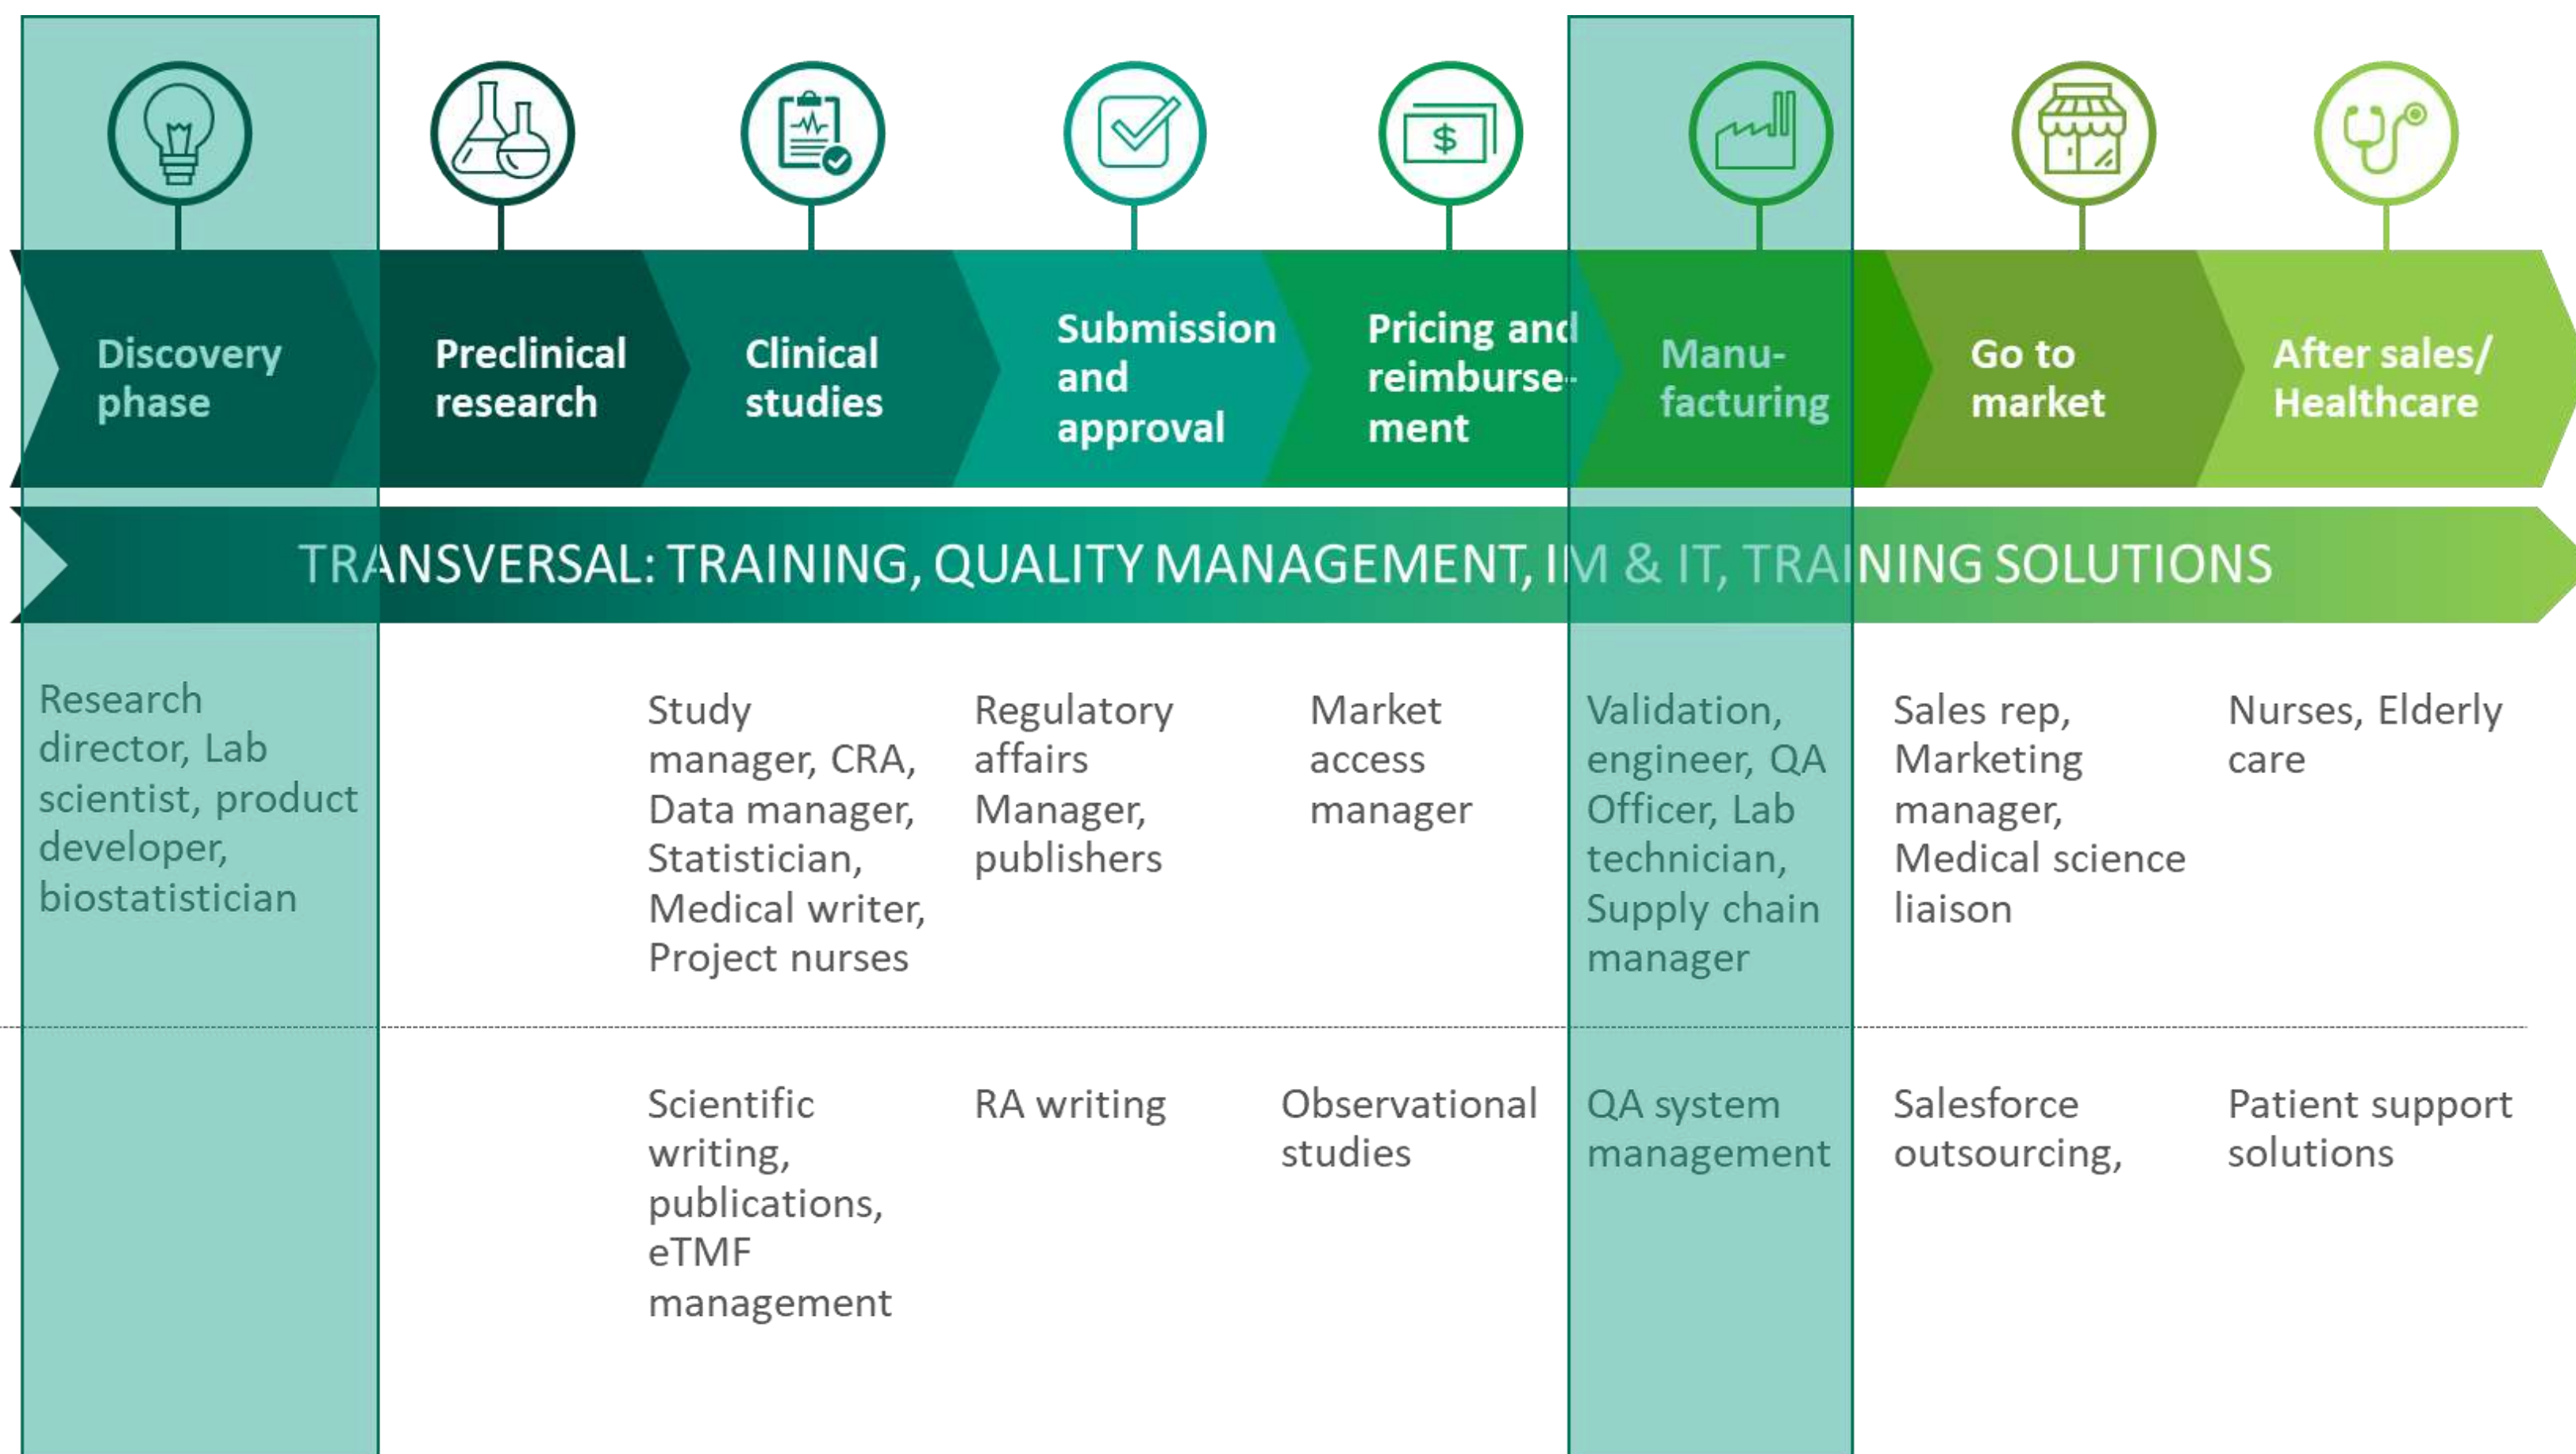 Discovery
phase
Preclinical
research
Clinical
studies
Submission
and
approval
Pricing and
reimburse-
ment
Manu-
facturing
Go to
market
After sales/
Healthcare
TRANSVERSAL: TRAINING, QUALITY MANAGEMENT, IM & IT, TRAINING SOLUTIONS
Research
director, Lab
scientist, product
developer,
biostatistician
Study
manager, CRA,
Data manager,
Statistician,
Medical writer,
Project nurses
Regulatory
affairs
Manager,
publishers
Market
access
manager
Validation,
engineer, QA
Officer, Lab
technician,
Supply chain
manager
Sales rep,
Marketing
manager,
Medical science
liaison
Nurses, Elderly
care
Scientific
writing,
publications,
eTMF
management
RA writing
Observational
studies
QA system
management
Salesforce
outsourcing,
Patient support
solutions
$